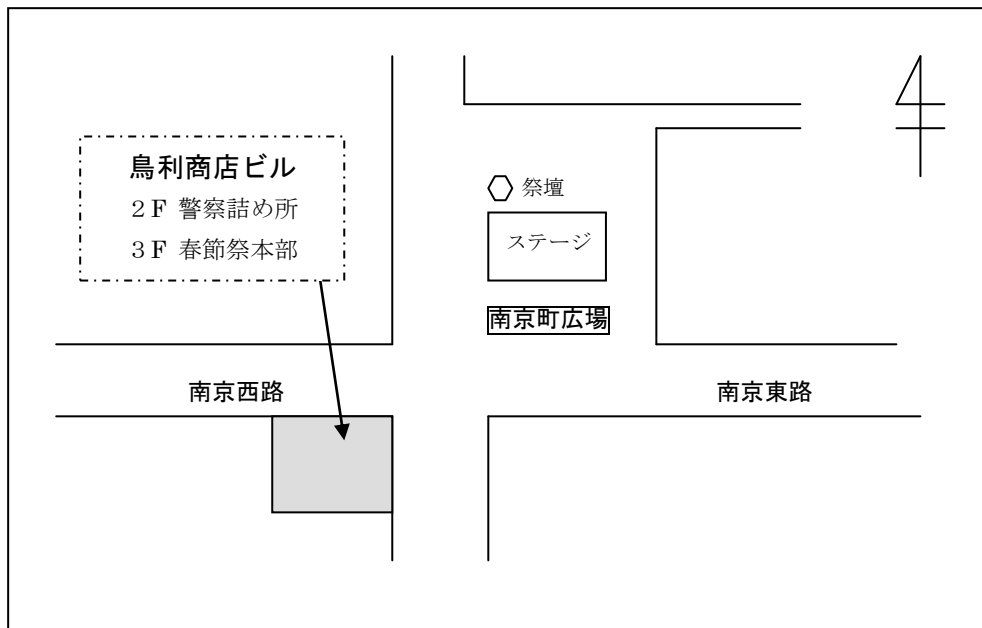 鳥利商店ビル
２Ｆ 警察詰め所
３Ｆ 春節祭本部
祭壇
ステージ
南京町広場
南京西路
南京東路